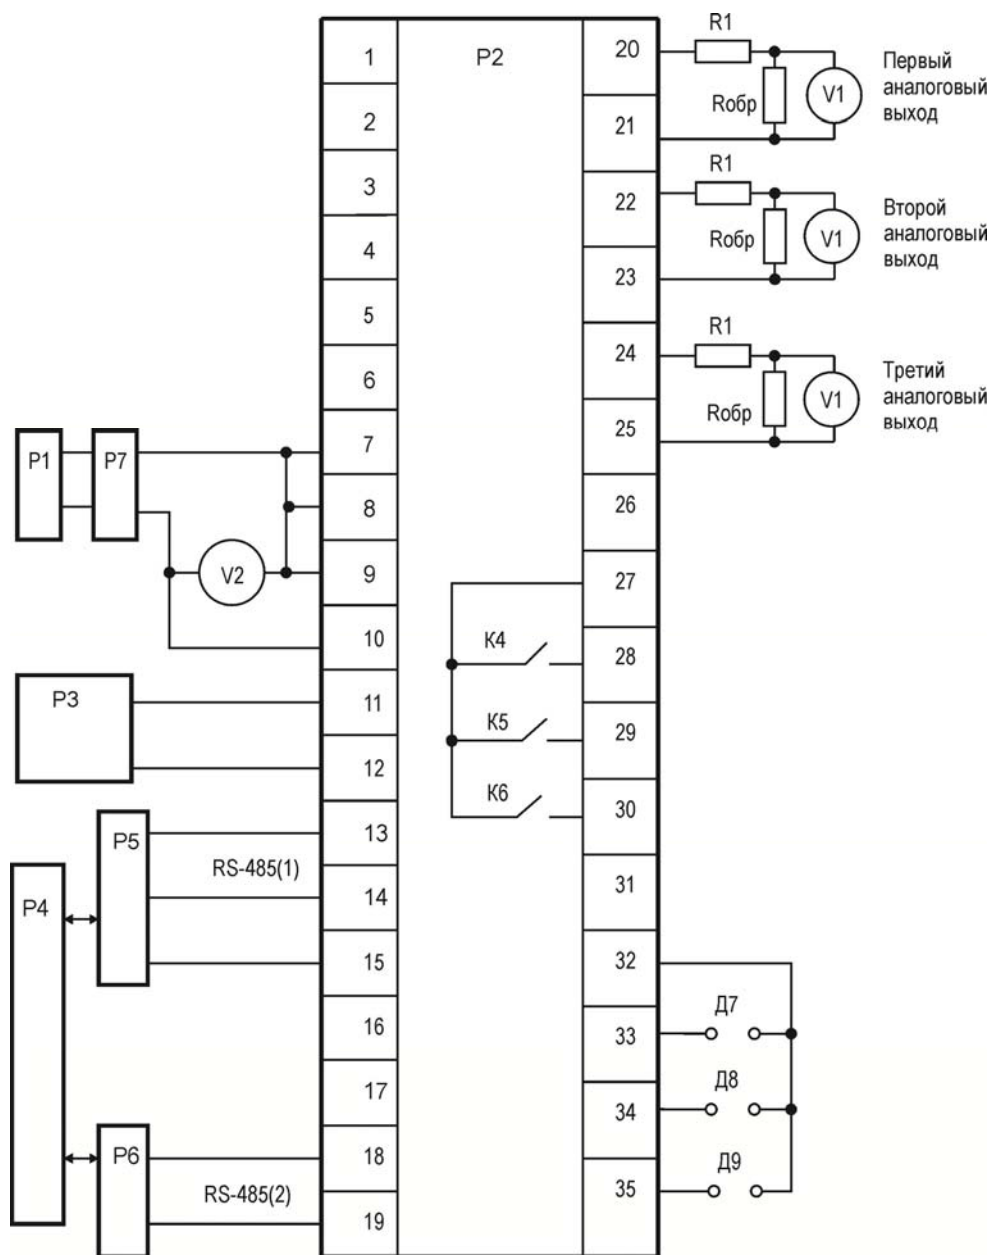 1
2
3
4
5
6
7
8
9
10
11
12
13
14
15
16
17
18
19
P2
20
21
22
23
24
25
26
27
28
29
30
31
32
33
34
35
R1
Rобр
V1
Первый
аналоговый
выход
R1
Rобр
V1
Второй
аналоговый
выход
R1
Rобр
V1
Третий
аналоговый
выход
P1
P7
V2
P3
P5
RS-485(1)
P4
P6
RS-485(2)
К4
К5
К6
Д7
Д8
Д9